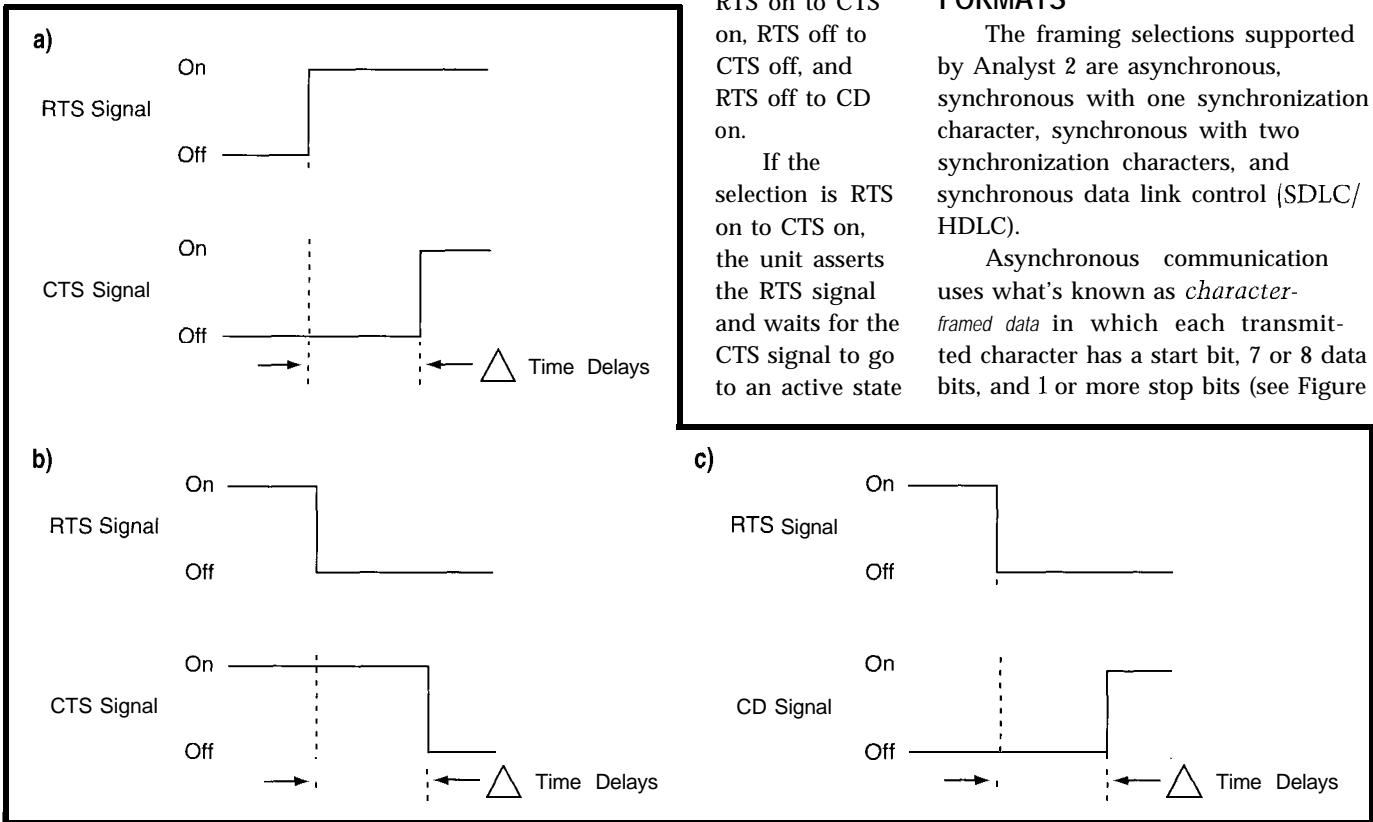 a)
On
RTS Signal
Off
On
CTS Signal
Off
Time Delays
RTS on to CTS
on, RTS off to
CTS off, and
RTS off to CD
on.
If the
selection is RTS
on to CTS on,
the unit asserts
the RTS signal
and waits for the
CTS signal to go
to an active state
FORMATS
The framing selections supported
by Analyst 2 are asynchronous,
synchronous with one synchronization
character, synchronous with two
synchronization characters, and
synchronous data link control (SDLC/
HDLC).
Asynchronous communication
uses what's known as character-
framed data in which each transmit-
ted character has a start bit, 7 or 8 data
bits, and 1 or more stop bits (see Figure
b)
On
RTS Signal
Off
On
CTS Signal
Off
Time Delays
c)
On
RTS Signal
Off
On
CD Signal
Off
Time Delays